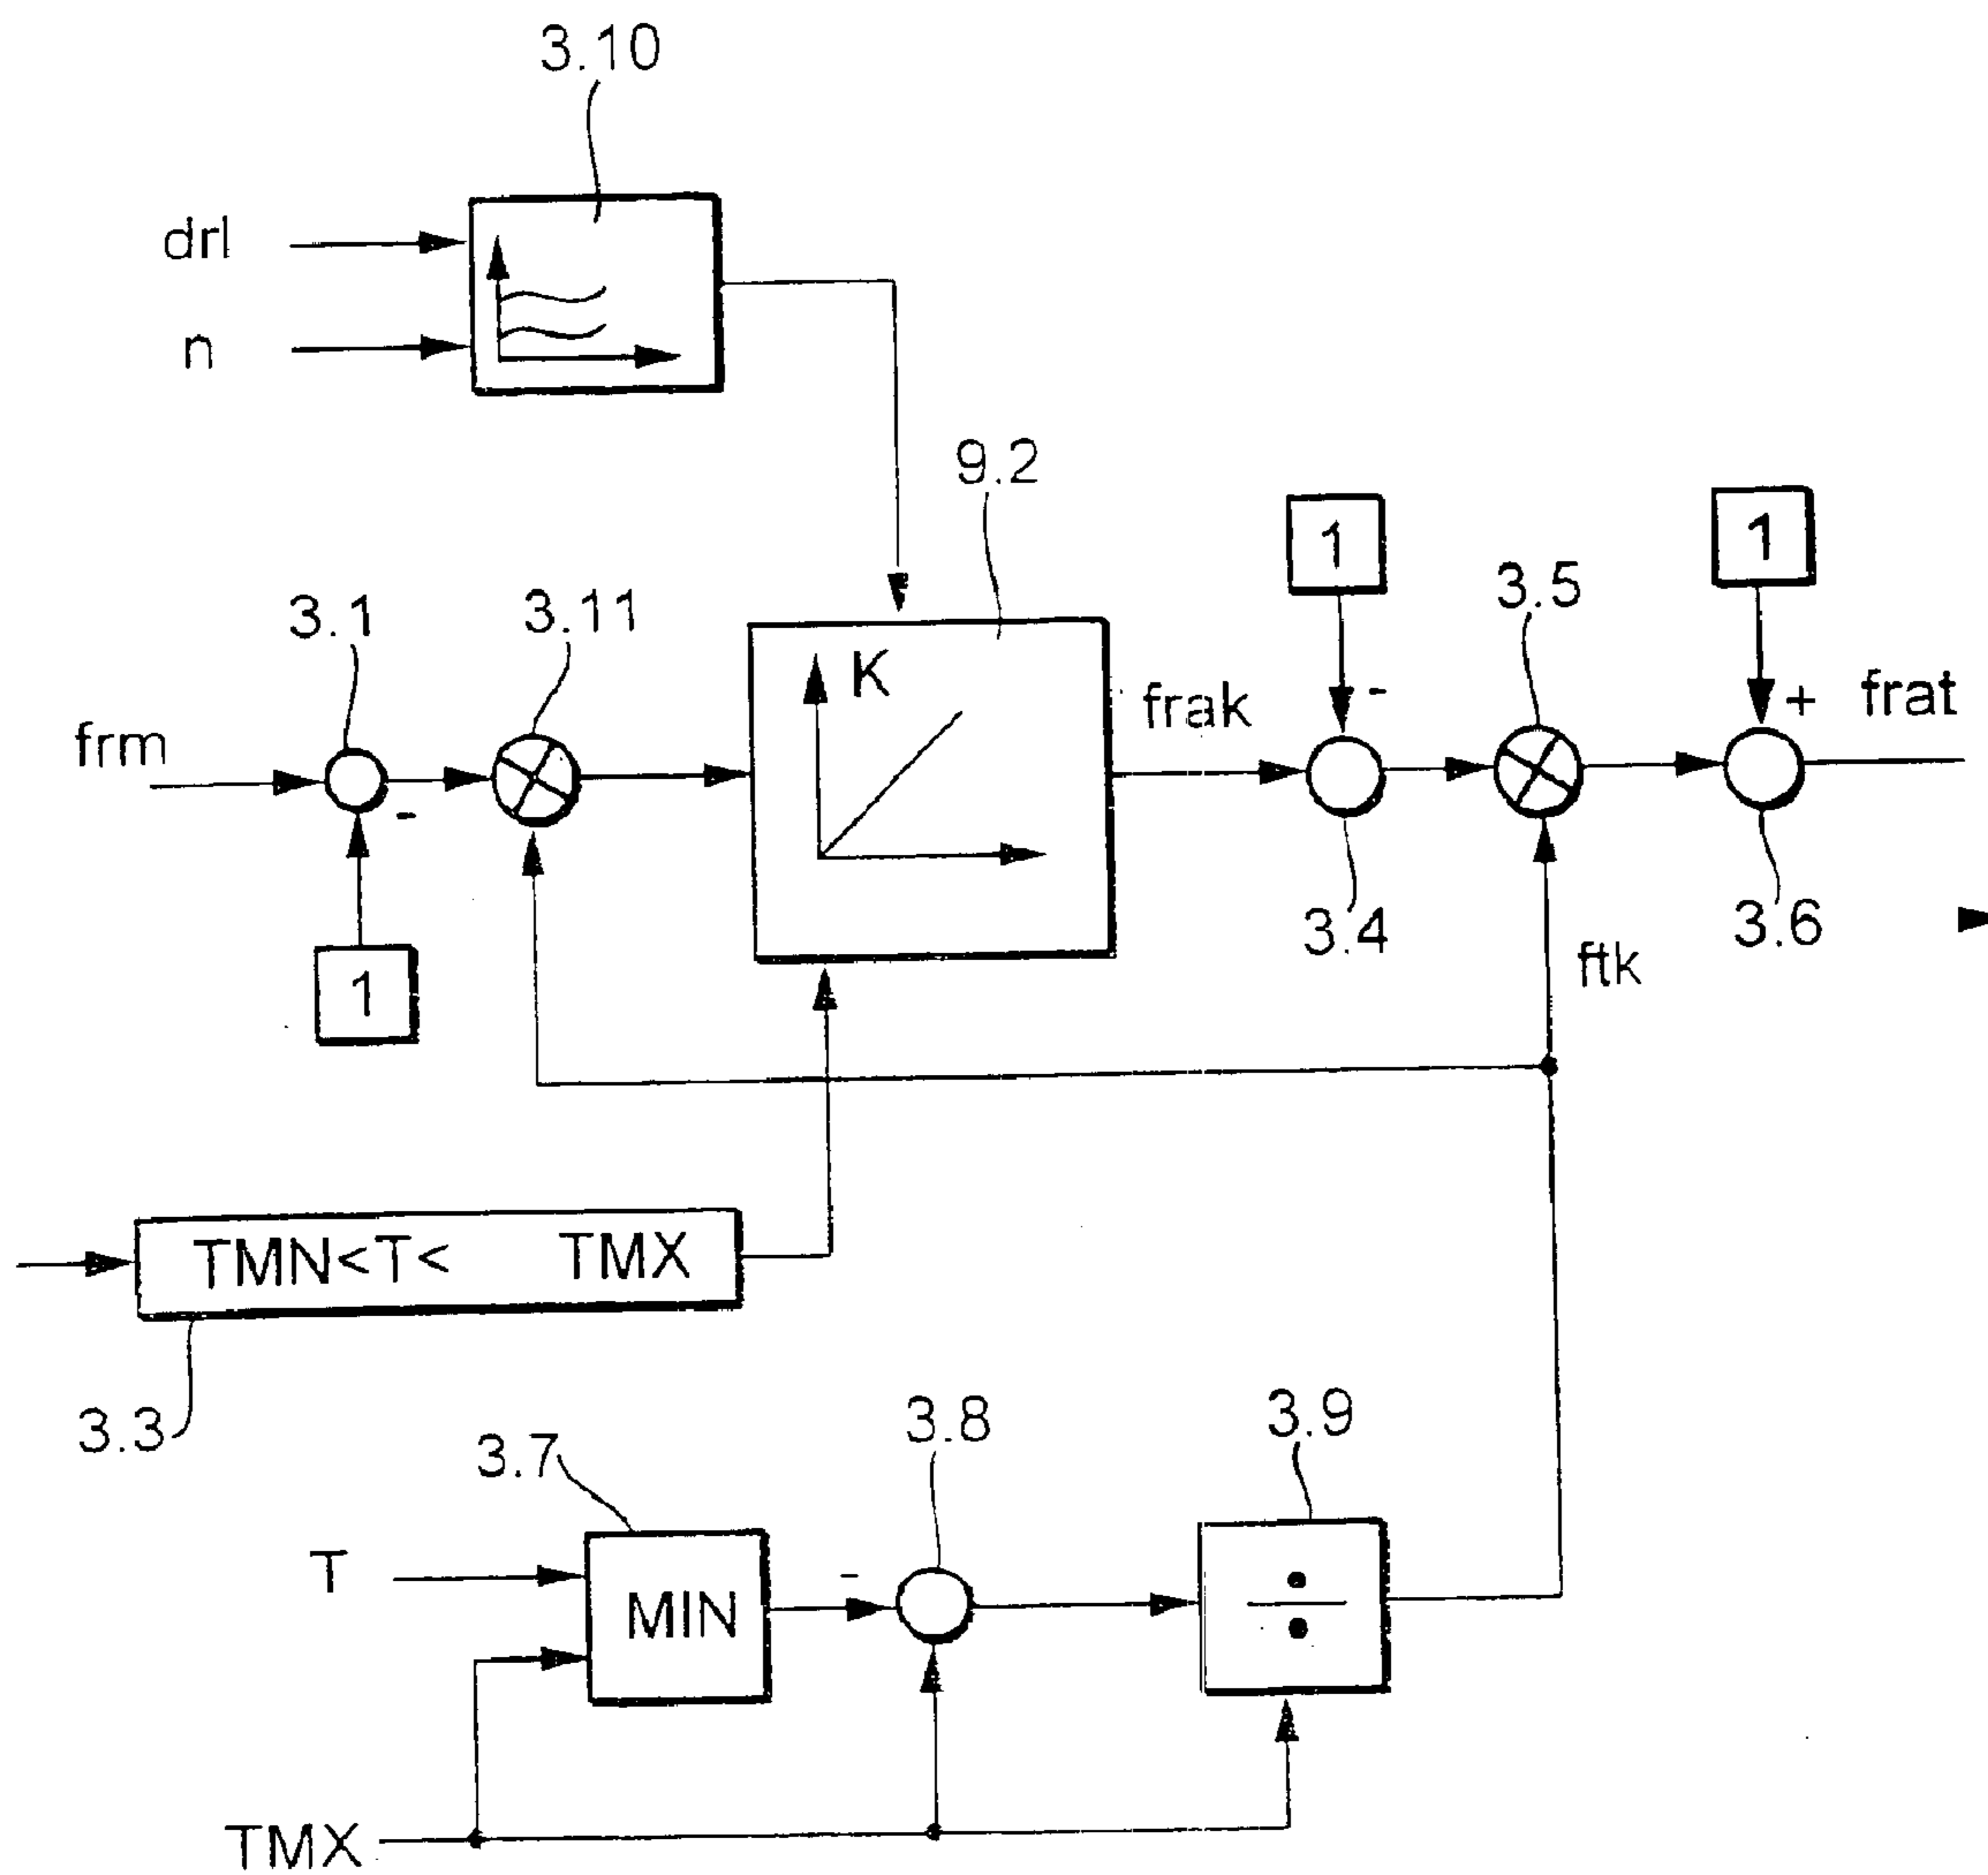 3.10
drl
n
9.2
1
1
3.1
3.11
3.5
K
frm
frak
-
+
frat
-
1
3.4
3.6
ftk
TMN<T< TMX
3.3
3.7
3.8
3.9
T
-
MIN
÷
TMX